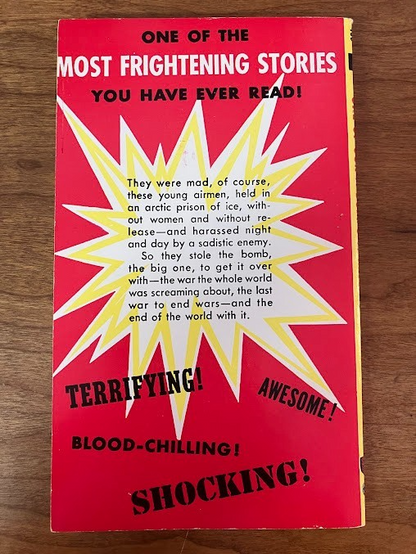 ONE OF THE
MOST FRIGHTENING STORIES
YOU HAVE EVER READ!
They were mad, of course,
these young airmen, held in
an arctic prison of ice, with-
out women and without re-
lease—and harassed night
and day by a sadistic enemy.
So they stole the bomb,
the big one, to get it over
with—the war the whole world
was screaming about, the last
war to end wars—and the
end of the world with it.
TERRIFYING!
AWESOME!
BLOOD-CHILLING!
SHOCKING!